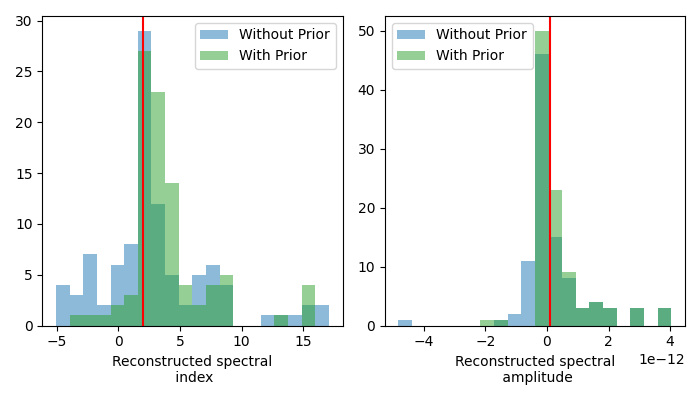 Without Prior
With Prior
30
25
20
15
10
5
0
−5
0
5
10
15
Reconstructed spectral
index
Without Prior
With Prior
50
40
30
20
10
0
−4
−2
0
2
4
1e−12
Reconstructed spectral
amplitude